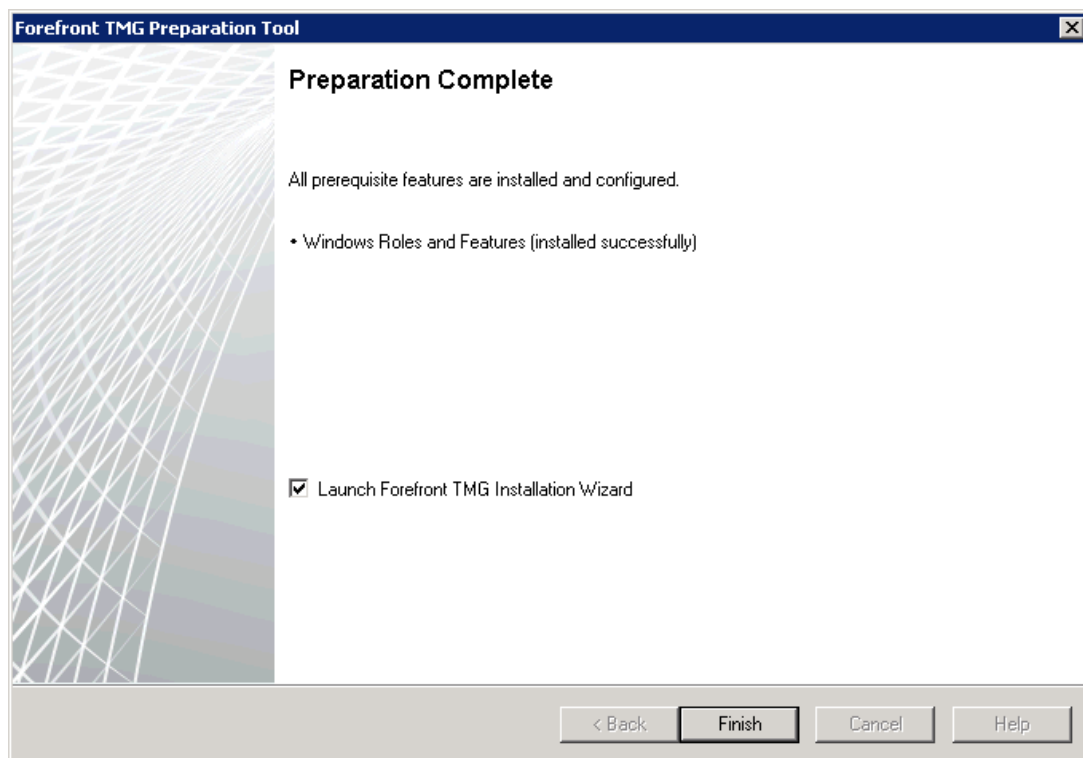 Forefront TMG Preparation Tool
Preparation Complete
All prerequisite features are installed and configured.
• Windows Roles and Features (installed successfully)
Launch Forefront TMG Installation Wizard
< Back
Finish
Cancel
Help